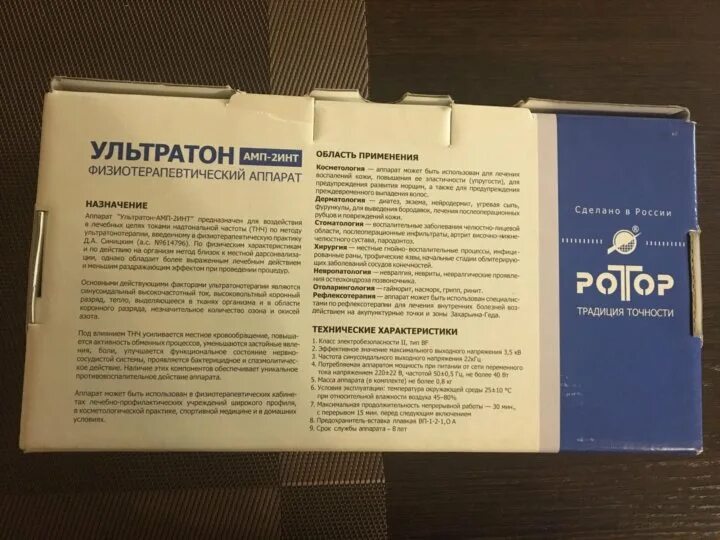 УЛЬТРАТОН АМП-2ИНТ
ФИЗИОТЕРАПЕВТИЧЕСКИЙ АППАРАТ
НАЗНАЧЕНИЕ
Аппарат "Ультратон-АМП-2ИНТ" предназначен для воздействия
в лечебных целях токами надтональной частоты (ТНЧ) по методу
ультратонотерапии, введенному в физиотерапевтическую практику
Д.А. Синицким (а.с. №614796). По физическим характеристикам
и по действию на организм метод близок к местной дарсонвализа-
ции, однако обладает более выраженным лечебным действием
и меньшим раздражающим эффектом при проведении процедур.
Основными действующими факторами ультратонотерапии являются
синусоидальный высокочастотный ток, высоковольтный коронный
разряд, тепло, выделяющееся в тканях организма и в области
коронного разряда, незначительное количество озона и окисей
азота.
Под влиянием ТНЧ усиливается местное кровообращение, повыша-
ется активность обменных процессов, уменьшаются застойные явле-
ния, боли, улучшается функциональное состояние нервно-
сосудистой системы, проявляется бактерицидное и спазмолитиче-
ское действие. Наличие этих компонентов обеспечивает уникальное
противовоспалительное действие аппарата.
Аппарат может быть использован в физиотерапевтических кабине-
тах лечебно-профилактических учреждений широкого профиля,
в косметологической практике, спортивной медицине и в домашних
условиях.
ОБЛАСТЬ ПРИМЕНЕНИЯ
Косметология — аппарат может быть использован для лечения
воспалений кожи, повышения ее эластичности (упругости), для
предупреждения развития морщин, а также для предупреждения
преждевременного выпадения волос.
Дерматология — диатез, экзема, нейродермит, угревая сыпь,
фурункулы, для выведения бородавок, лечения послеоперационных
рубцов и повреждений кожи.
Стоматология — воспалительные заболевания челюстно-лицевой
области, послеоперационные инфильтраты, артрит височно-нижне-
челюстного сустава, пародонтоз.
Хирургия — местные гнойно-воспалительные процессы, инфициро-
ванные раны, трофические язвы, начальные стадии облитерирующих
заболеваний сосудов конечностей.
Невропатология — невралгия, невриты, невралгические проявле-
ния остеохондроза позвоночника.
Отоларингология — гайморит, насморк, грипп, ринит.
Рефлексотерапия — аппарат может быть использован специалис-
тами по рефлексотерапии для лечения внутренних болезней возд-
действием на акупунктурные точки и зоны Захарьина-Геда.
ТЕХНИЧЕСКИЕ ХАРАКТЕРИСТИКИ
1. Класс электробезопасности II, тип BF
2. Эффективное значение максимального выходного напряжения 3,5 кВ
3. Частота синусоидального выходного напряжения 22кГц
4. Потребляемая аппаратом мощность при питании от сети перемен-
ного тока напряжением 220±22 В, частотой 50±0,5 Гц, не более 40 Вт
5. Масса аппарата (в комплекте) не более 0,8 кг
6. Условия эксплуатации: температура окружающей среды 25±10 °С
при относительной влажности воздуха 45–80%
7. Максимальная продолжительность непрерывной работы — 30 мин.,
с перерывом 15 мин. перед следующим включением
8. Предохранитель-вставка плавкая ВП-1-2-1,0 А
9. Срок службы аппарата – 8 лет
Сделано в России
РОТОР
ТРАДИЦИЯ ТОЧНОСТИ